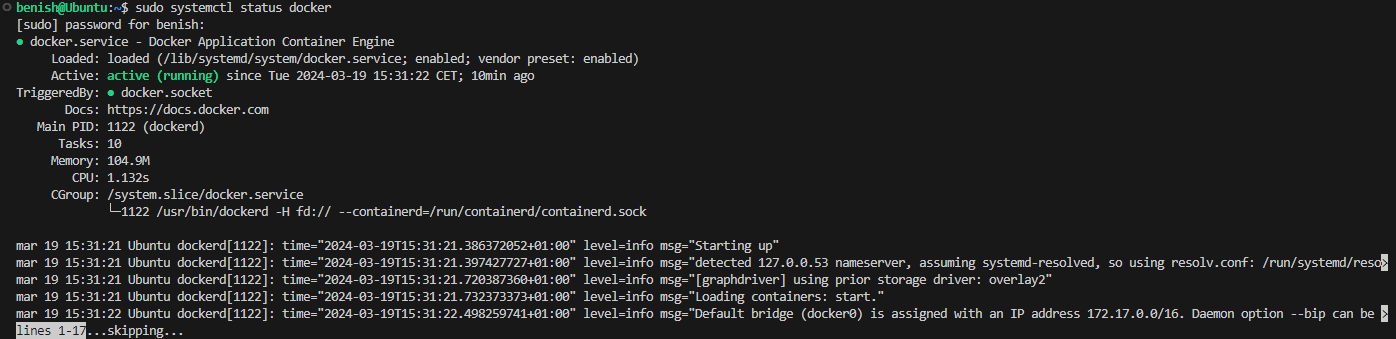 benish@Ubuntu:~$ sudo systemctl status docker
[sudo] password for benish:
● docker.service - Docker Application Container Engine
     Loaded: loaded (/lib/systemd/system/docker.service; enabled; vendor preset: enabled)
     Active: active (running) since Tue 2024-03-19 15:31:22 CET; 10min ago
TriggeredBy: ● docker.socket
       Docs: https://docs.docker.com
   Main PID: 1122 (dockerd)
      Tasks: 10
     Memory: 104.9M
        CPU: 1.132s
     CGroup: /system.slice/docker.service
             └─1122 /usr/bin/dockerd -H fd:// --containerd=/run/containerd/containerd.sock
mar 19 15:31:21 Ubuntu dockerd[1122]: time="2024-03-19T15:31:21.386372052+01:00" level=info msg="Starting up"
mar 19 15:31:21 Ubuntu dockerd[1122]: time="2024-03-19T15:31:21.397427727+01:00" level=info msg="detected 127.0.0.53 nameserver, assuming systemd-resolved, so using resolv.conf: /run/systemd/reso>
mar 19 15:31:21 Ubuntu dockerd[1122]: time="2024-03-19T15:31:21.720387360+01:00" level=info msg="[graphdriver] using prior storage driver: overlay2"
mar 19 15:31:21 Ubuntu dockerd[1122]: time="2024-03-19T15:31:21.732373373+01:00" level=info msg="Loading containers: start."
mar 19 15:31:22 Ubuntu dockerd[1122]: time="2024-03-19T15:31:22.498259741+01:00" level=info msg="Default bridge (docker0) is assigned with an IP address 172.17.0.0/16. Daemon option --bip can be >
lines 1-17...skipping...